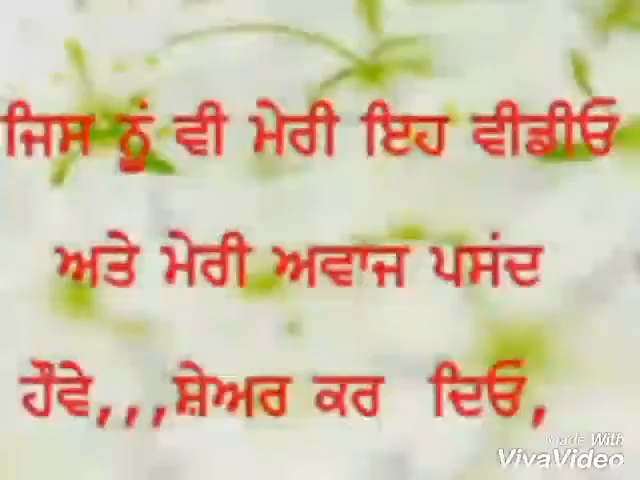 ਜਿਸ ਨੂੰ ਵੀ ਮੇਰੀ ਇਹ ਵੀਡੀਓ
ਅਤੇ ਮੇਰੀ ਅਵਾਜ ਪਸੰਦ
ਹੌਵੇ,,,ਸ਼ੇਅਰ ਕਰ ਦਿਓ,
Made With
VivaVideo